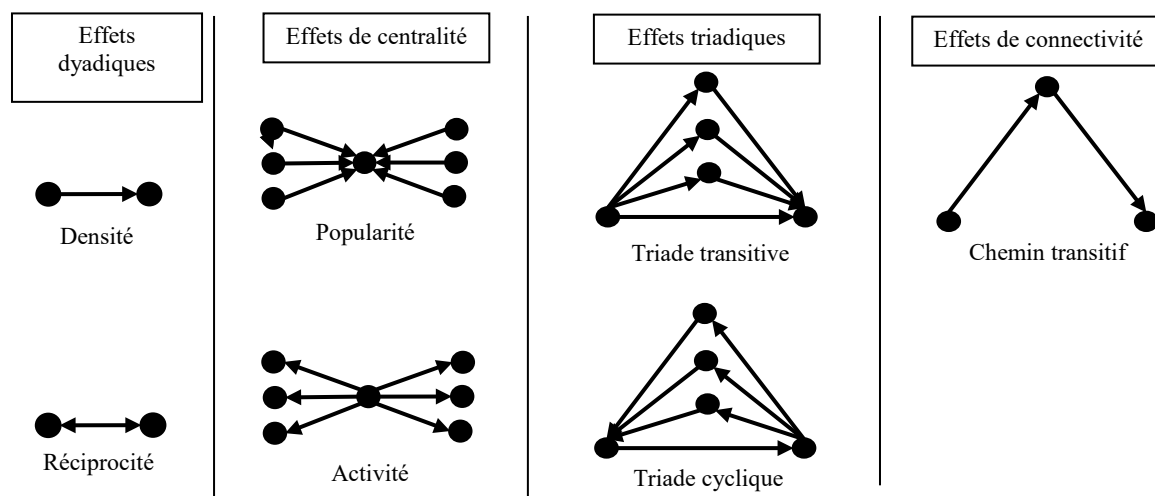 Effets
dyadiques
Densité
Réciprocité
Effets de centralité
Popularité
Activité
Effets triadiques
Triade transitive
Triade cyclique
Effets de connectivité
Chemin transitif